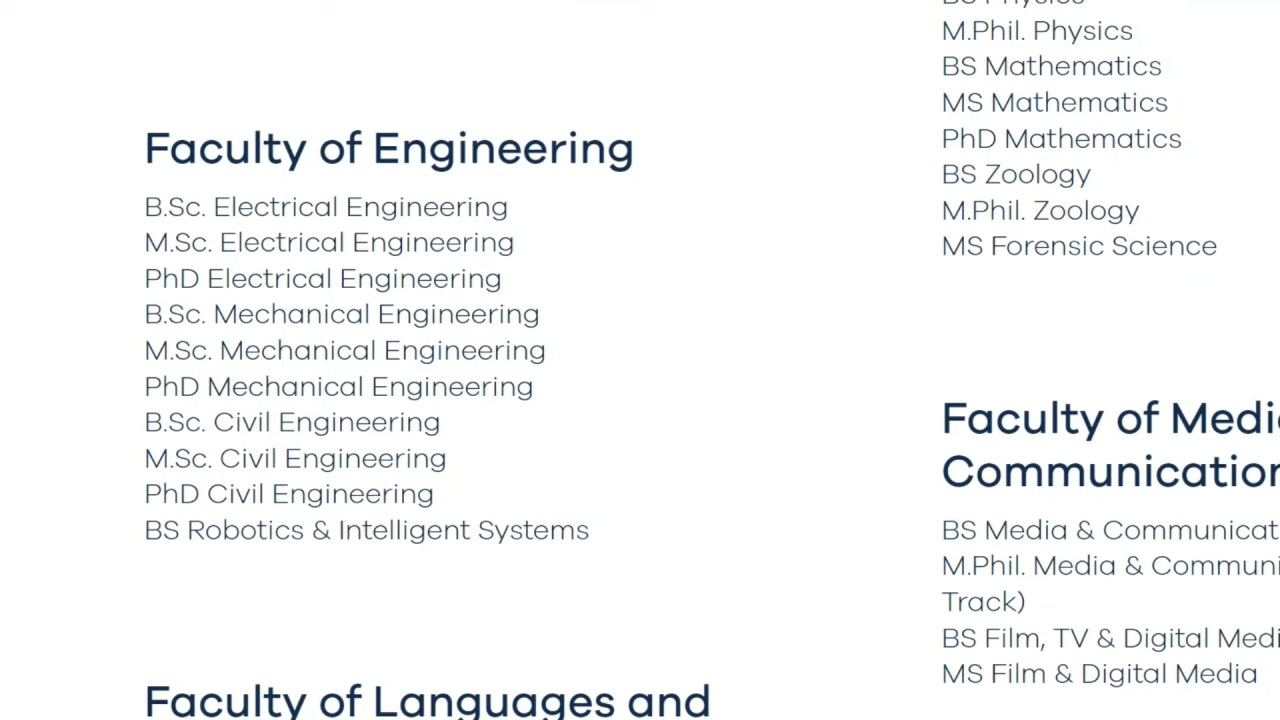 Faculty of Engineering
B.Sc. Electrical Engineering
M.Sc. Electrical Engineering
PhD Electrical Engineering
B.Sc. Mechanical Engineering
M.Sc. Mechanical Engineering
PhD Mechanical Engineering
B.Sc. Civil Engineering
M.Sc. Civil Engineering
PhD Civil Engineering
BS Robotics & Intelligent Systems
Faculty of Languages and
BS Physics
M.Phil. Physics
BS Mathematics
MS Mathematics
PhD Mathematics
BS Zoology
M.Phil. Zoology
MS Forensic Science
Faculty of Medi
Communication
BS Media & Communicat
M.Phil. Media & Communi
Track)
BS Film, TV & Digital Medi
MS Film & Digital Media